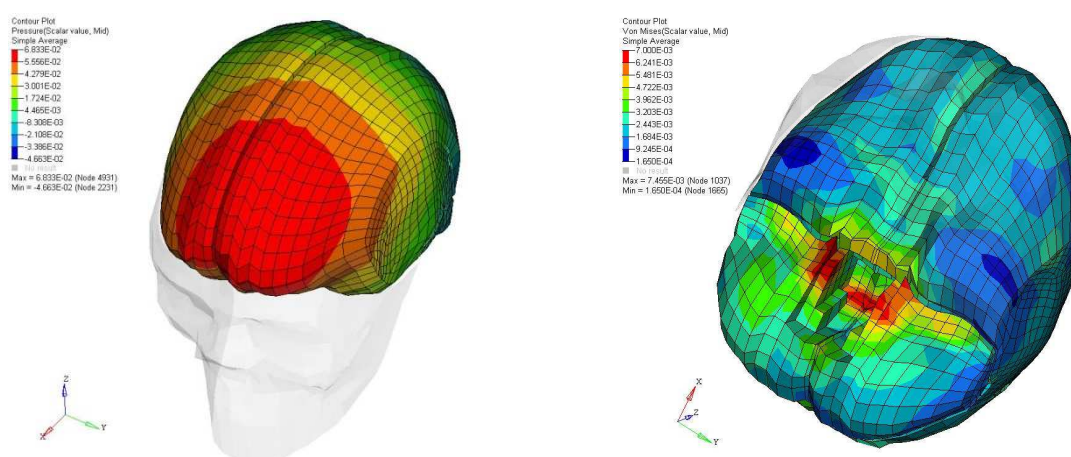 Contour Plot
Pressure(Scalar value, Mid)
Simple Average
6.833E-02
5.556E-02
4.279E-02
3.001E-02
1.724E-02
4.465E-03
-8.308E-03
-2.108E-02
-3.386E-02
-4.663E-02
No result
Max = 6.833E-02 (Node 4931)
Min = -4.663E-02 (Node 2231)
Z
X
Y
Contour Plot
Von Mises(Scalar value, Mid)
Simple Average
7.000E-03
6.241E-03
5.481E-03
4.722E-03
3.962E-03
3.203E-03
2.443E-03
1.684E-03
9.245E-04
1.650E-04
No result
Max = 7.455E-03 (Node 1037)
Min = 1.650E-04 (Node 1665)
X
Z
Y